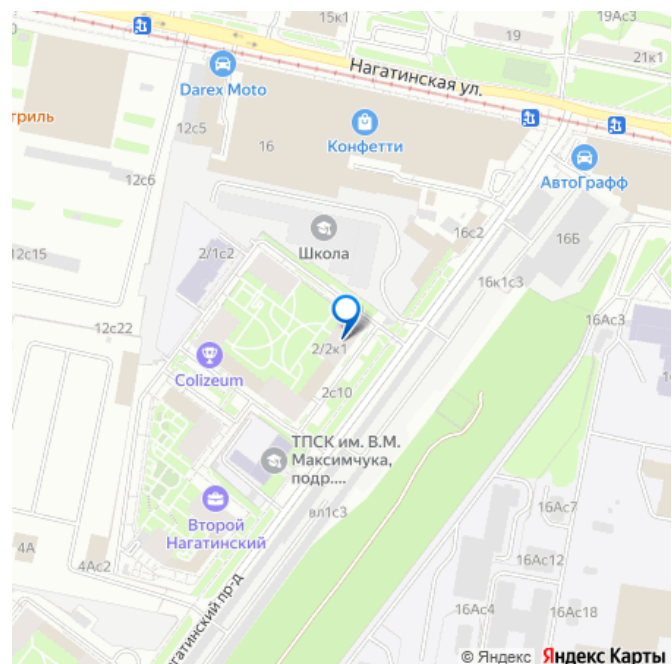 15к1
19Ас3
19
21к1
Нагатинская ул.
Darex Moto
триль
12с5
16
Конфетти
АвтоГрафф
12с6
Школа
16с2
16Б
12с15
2/1с2
16к1с3
16Ас3
12с22
2/2к1
Colizeum
2с10
ТПСК им. В.М.
Максимчука,
подр. ...
вл1с3
Второй
Нагатинский
16Ас7
4А
4Ас2
16Ас12
16Ас4
16Ас18
гатинский пр-д
© Яндекс Яндекс Карты